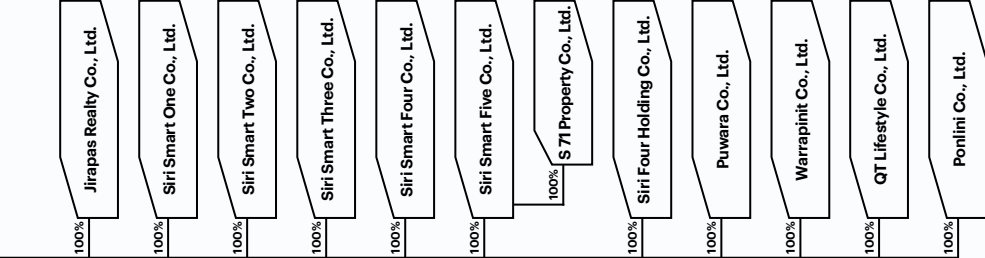 Jirapas Realty Co., Ltd.
100%
Siri Smart One Co., Ltd.
100%
Siri Smart Two Co., Ltd.
100%
Siri Smart Three Co., Ltd.
100%
Siri Smart Four Co., Ltd.
100%
Siri Smart Five Co., Ltd.
100%
S 71 Property Co., Ltd.
100%
Siri Four Holding Co., Ltd.
100%
Puwara Co., Ltd.
100%
Warrapinit Co., Ltd.
100%
QT Lifestyle Co., Ltd.
100%
Ponlini Co., Ltd.
100%